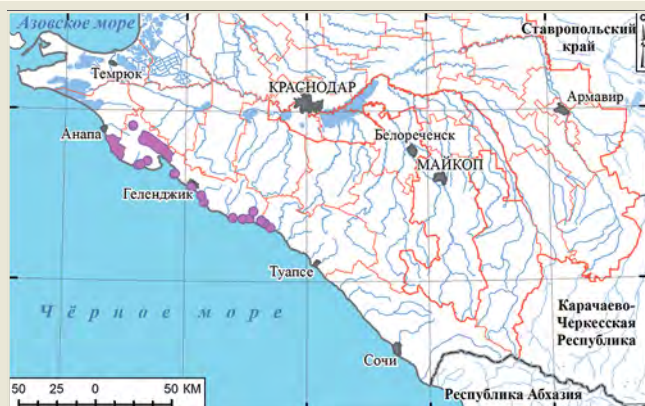 Азовское море
Ставропольский
край
Темрюк
КРАСНОДАР
Армавир
Анапа
Белореченск
МАЙКОП
Геленджик
Туапсе
Чёрное море
Карачаево-
Черкесская
Республика
Сочи
50 25 0 50 КМ
Республика Абхазия